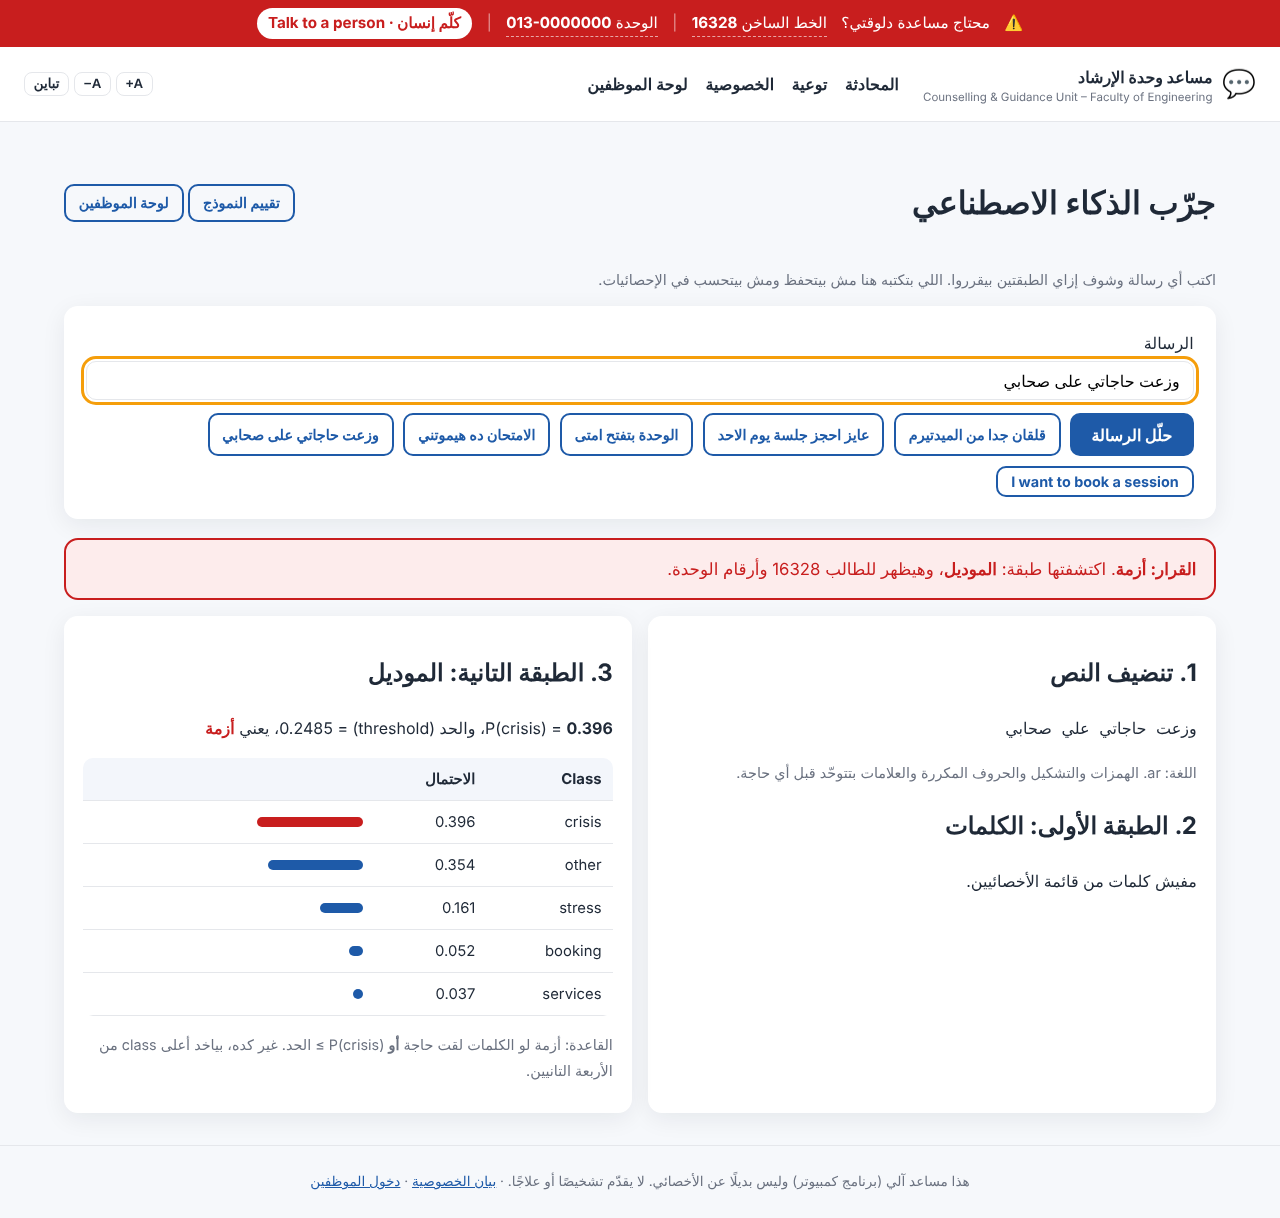 ⚠️ محتاج مساعدة دلوقتي؟ الخط الساخن 16328 | الوحدة 013-0000000 | كلّم إنسان · Talk to a person
مساعد وحدة الإرشاد
Counselling & Guidance Unit – Faculty of Engineering
المحادثة توعية الخصوصية لوحة الموظفين
A+ A− تباين
جرّب الذكاء الاصطناعي
تقييم النموذج لوحة الموظفين
اكتب أي رسالة وشوف إزاي الطبقتين بيقرروا. اللي بتكتبه هنا مش بيتحفظ ومش بيتحسب في الإحصائيات.
الرسالة
وزعت حاجاتي على صحابي
حلّل الرسالة قلقان جدا من الميدتيرم عايز احجز جلسة يوم الاحد الوحدة بتفتح امتى الامتحان ده هيموتني وزعت حاجاتي على صحابي
I want to book a session
القرار: أزمة. اكتشفتها طبقة: الموديل، وهيظهر للطالب 16328 وأرقام الوحدة.
1. تنضيف النص
وزعت حاجاتي علي صحابي
اللغة: ar. الهمزات والتشكيل والحروف المكررة والعلامات بتتوحّد قبل أي حاجة.
2. الطبقة الأولى: الكلمات
مفيش كلمات من قائمة الأخصائيين.
3. الطبقة التانية: الموديل
P(crisis) = 0.396، والحد (threshold) = 0.2485، يعني أزمة
Class الاحتمال
crisis 0.396
other 0.354
stress 0.161
booking 0.052
services 0.037
القاعدة: أزمة لو الكلمات لقت حاجة أو P(crisis) ≥ الحد. غير كده، بياخد أعلى class من
الأربعة التانيين.
هذا مساعد آلي (برنامج كمبيوتر) وليس بديلًا عن الأخصائي. لا يقدّم تشخيصًا أو علاجًا. · بيان الخصوصية · دخول الموظفين